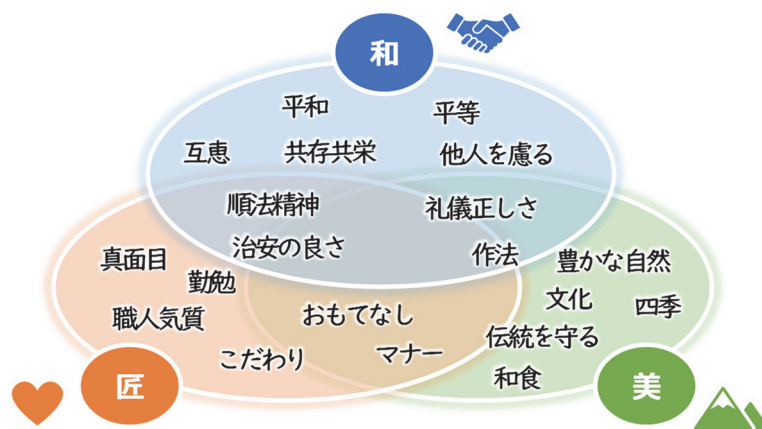 和
平和
平等
互恵
共存共栄
他人を慮る
順法精神
礼儀正しさ
治安の良さ
作法
真面目
勤勉
職人気質
こだわり
おもてなし
マナー
豊かな自然
文化
四季
伝統を守る
和食
匠
美